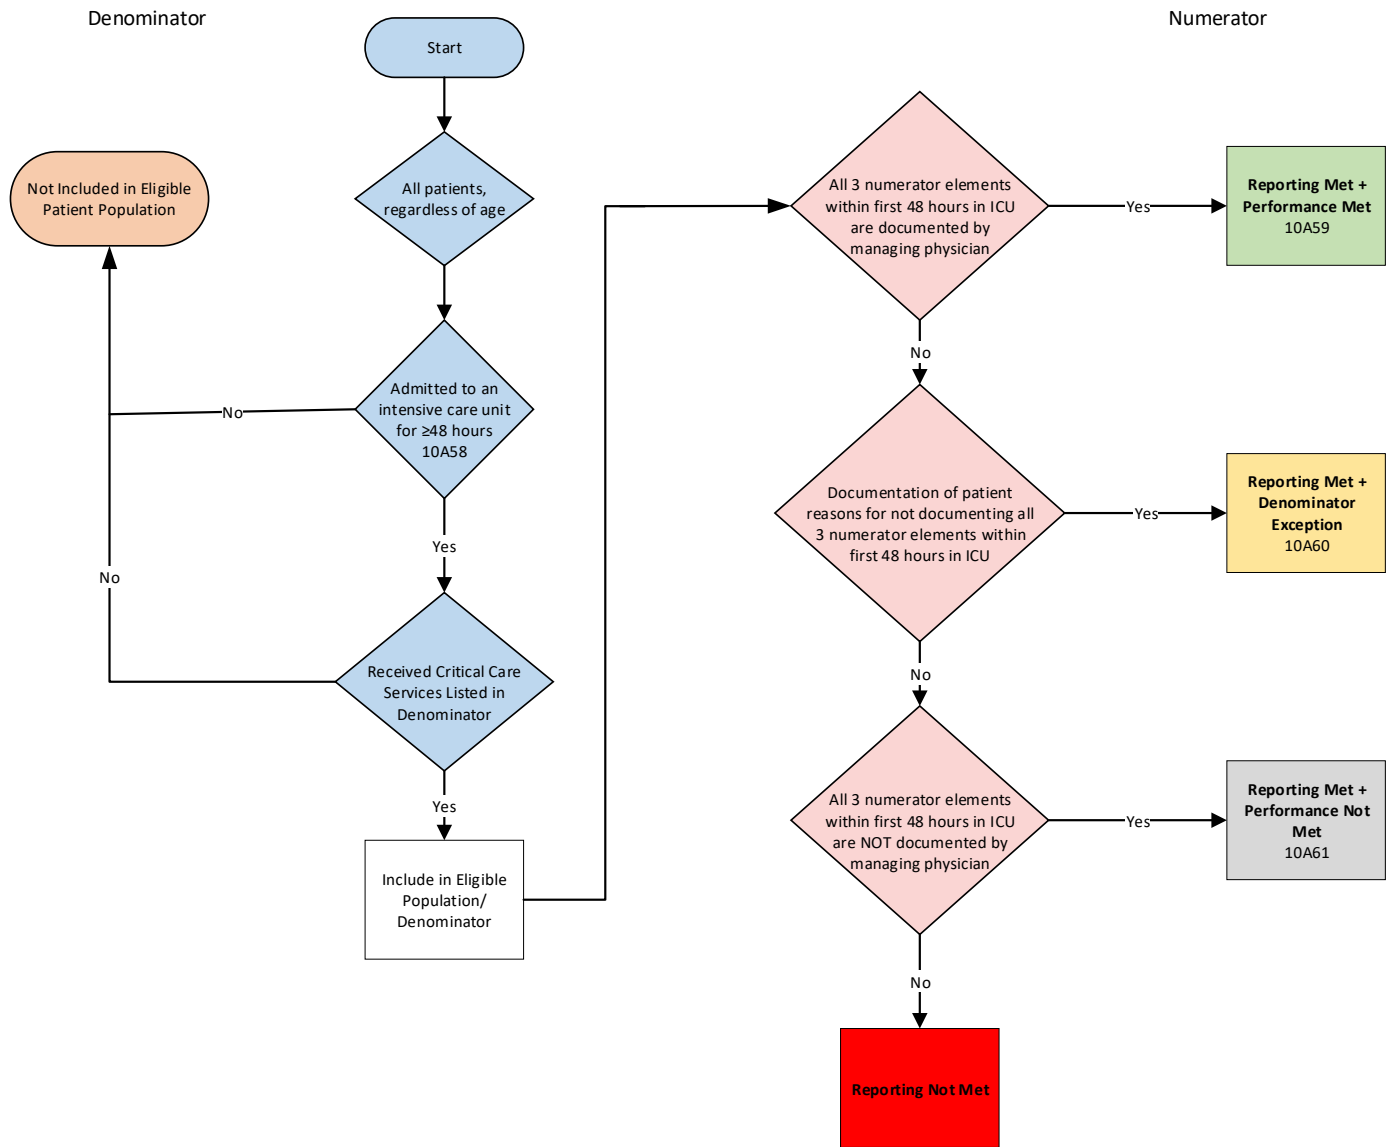 Denominator
Numerator
Start
All patients,
regardless of age
Not Included in Eligible
Patient Population
Admitted to an
intensive care unit
for ≥48 hours
10A58
No
Yes
No
Received Critical Care
Services Listed in
Denominator
Yes
Include in Eligible
Population/
Denominator
All 3 numerator elements
within first 48 hours in ICU
are documented by
managing physician
Yes
Reporting Met +
Performance Met
10A59
No
Documentation of patient
reasons for not documenting all
3 numerator elements within
first 48 hours in ICU
Yes
Reporting Met +
Denominator
Exception
10A60
No
All 3 numerator elements
within first 48 hours in ICU
are NOT documented by
managing physician
Yes
Reporting Met +
Performance Not
Met
10A61
No
Reporting Not Met